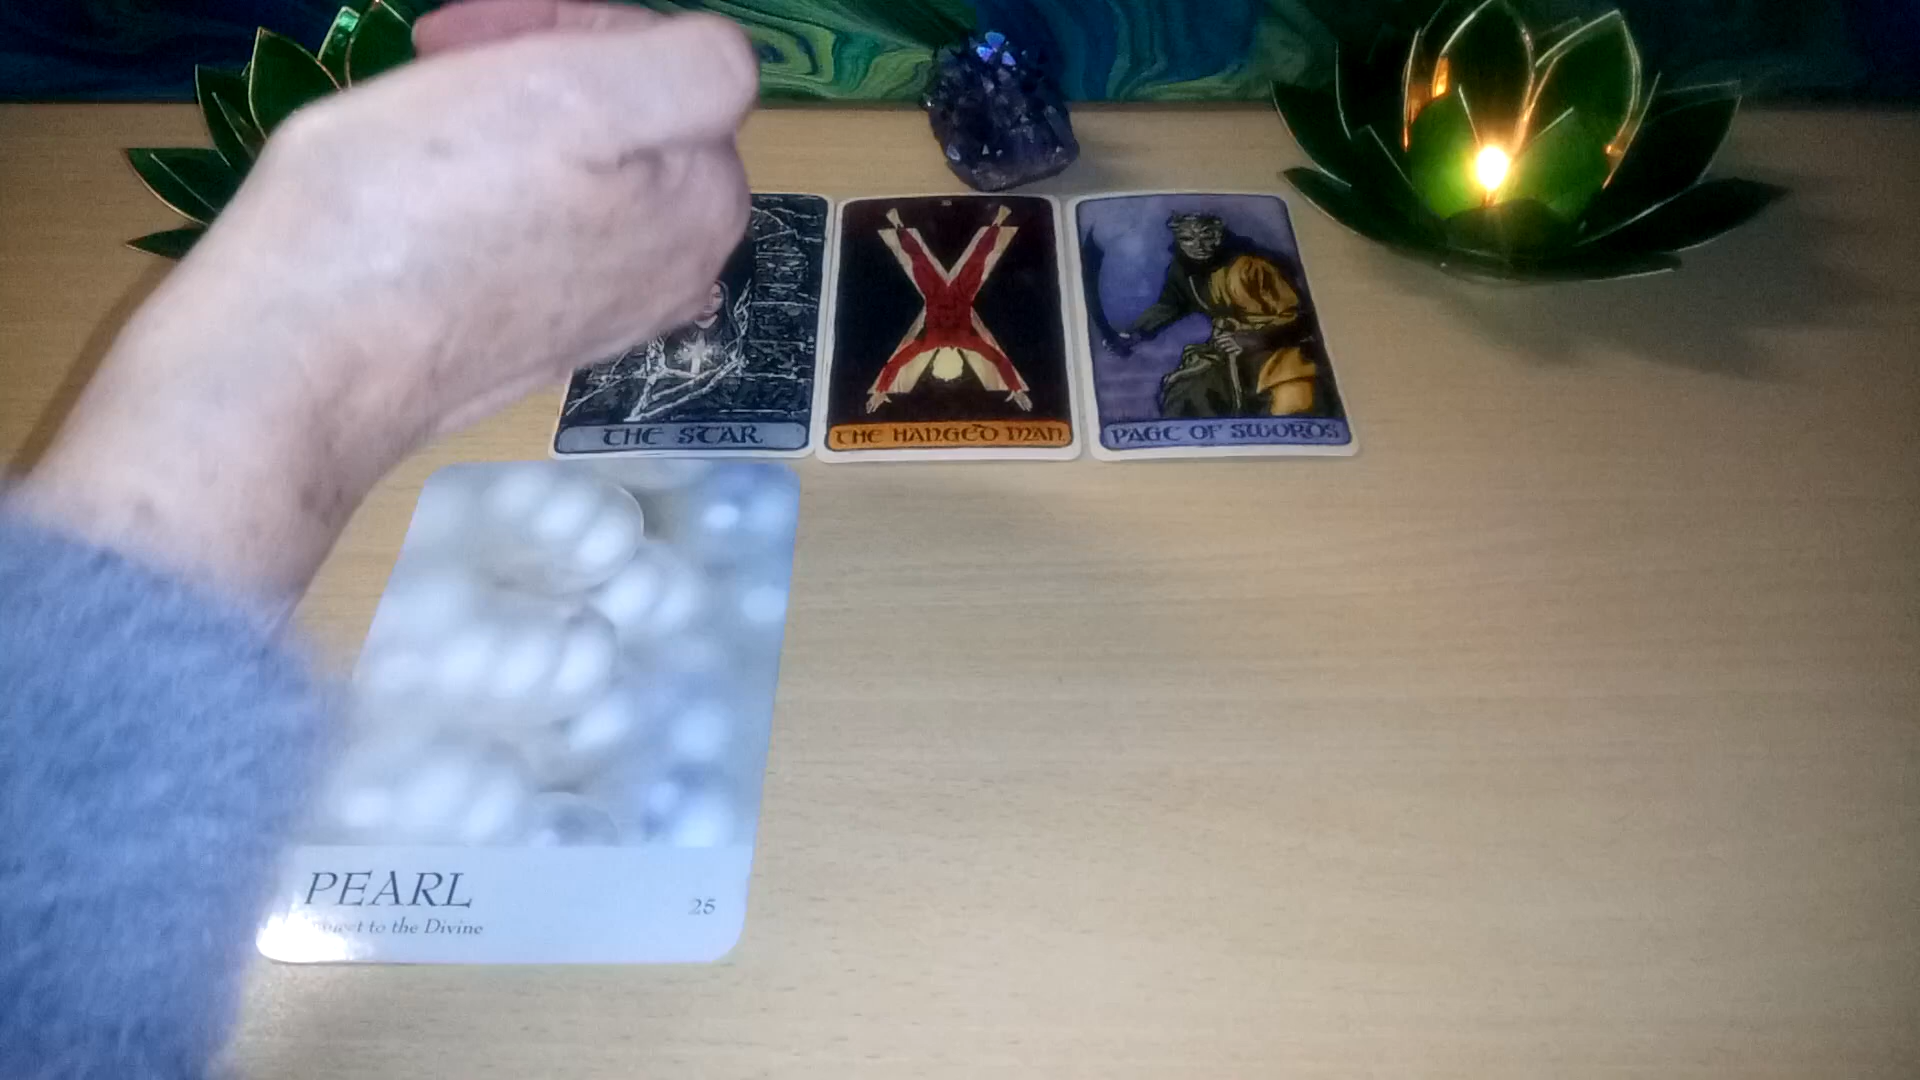 THE STAR
THE HANGED MAN
PAGE OF SWORDS
PEARL
25
to the Divine